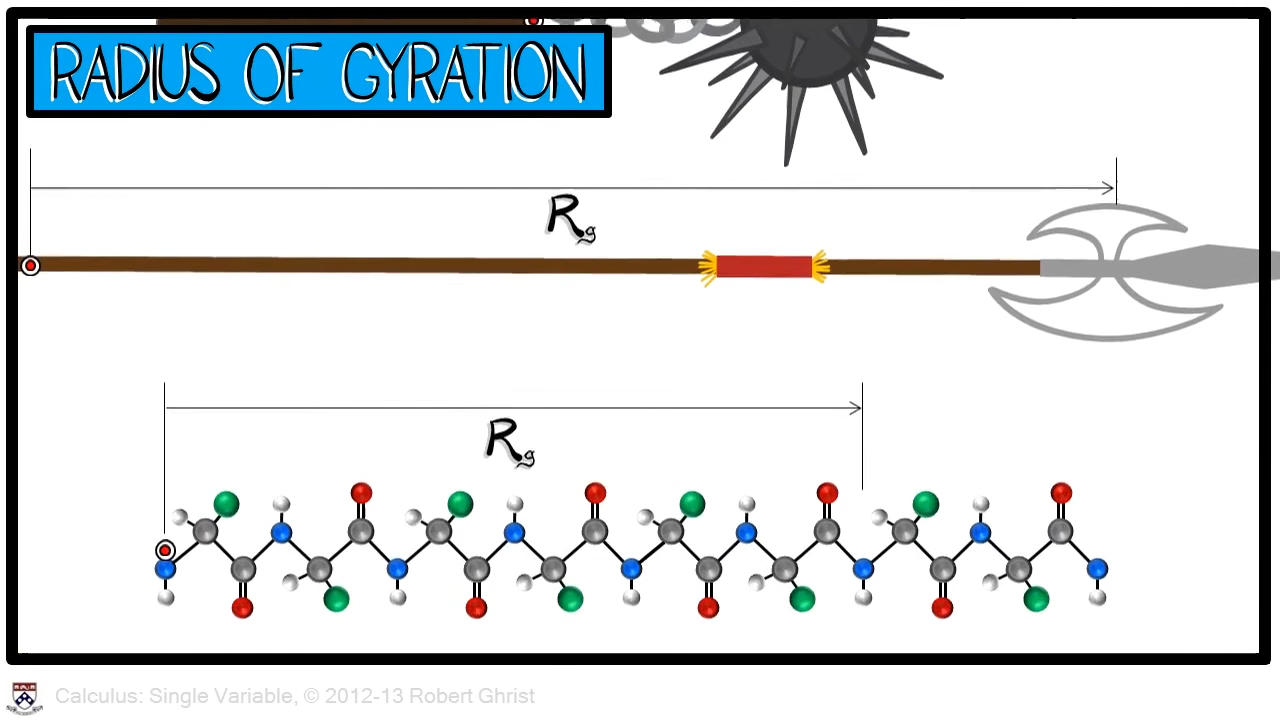 RADIUS OF GYRATION
Rg
Rg
Calculus: Single Variable, © 2012-13 Robert Ghrist